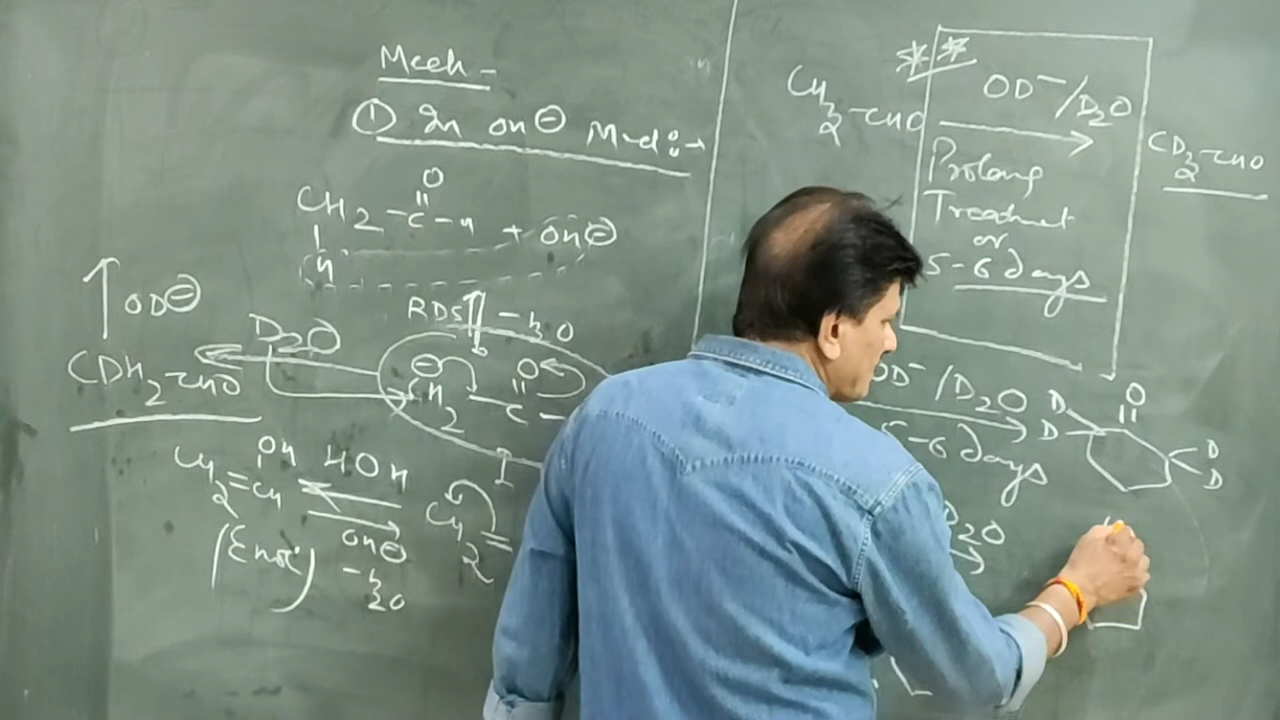 Mech -
① In OH⊖ Med:→
O
CH2-C-H + OH⊖
H
RDS -H2O
↑ OD⊖
D2O
CDH2-CHO
⊖ O
CH2-C-
I
OH
CH2=CH
HOH
OH⊖
-H2O
(Enol)
CH2
**
CH3-CHO
OD⁻/D2O
CD3-CHO
Prolong
Treatment
or
5-6 days
OD⁻/D2O
5-6 days
O
D
D
D
D
D2O